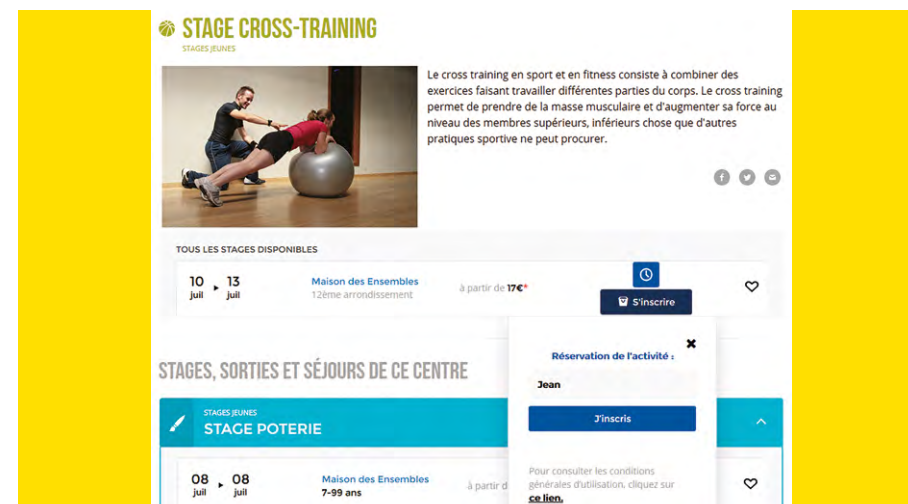 STAGE CROSS-TRAINING
STAGES JEUNES
Le cross training en sport et en fitness consiste à combiner des
exercices faisant travailler différentes parties du corps. Le cross training
permet de prendre de la masse musculaire et d'augmenter sa force au
niveau des membres supérieurs, inférieurs chose que d'autres
pratiques sportive ne peut procurer.
TOUS LES STAGES DISPONIBLES
10 juil ▸ 13 juil
Maison des Ensembles
12ème arrondissement
à partir de 17€*
S'inscrire
Réservation de l'activité :
Jean
J'inscris
Pour consulter les conditions
générales d'utilisation, cliquez sur
ce lien.
STAGES, SORTIES ET SÉJOURS DE CE CENTRE
STAGES JEUNES
STAGE POTERIE
08 juil ▸ 08 juil
Maison des Ensembles
7-99 ans
à partir d